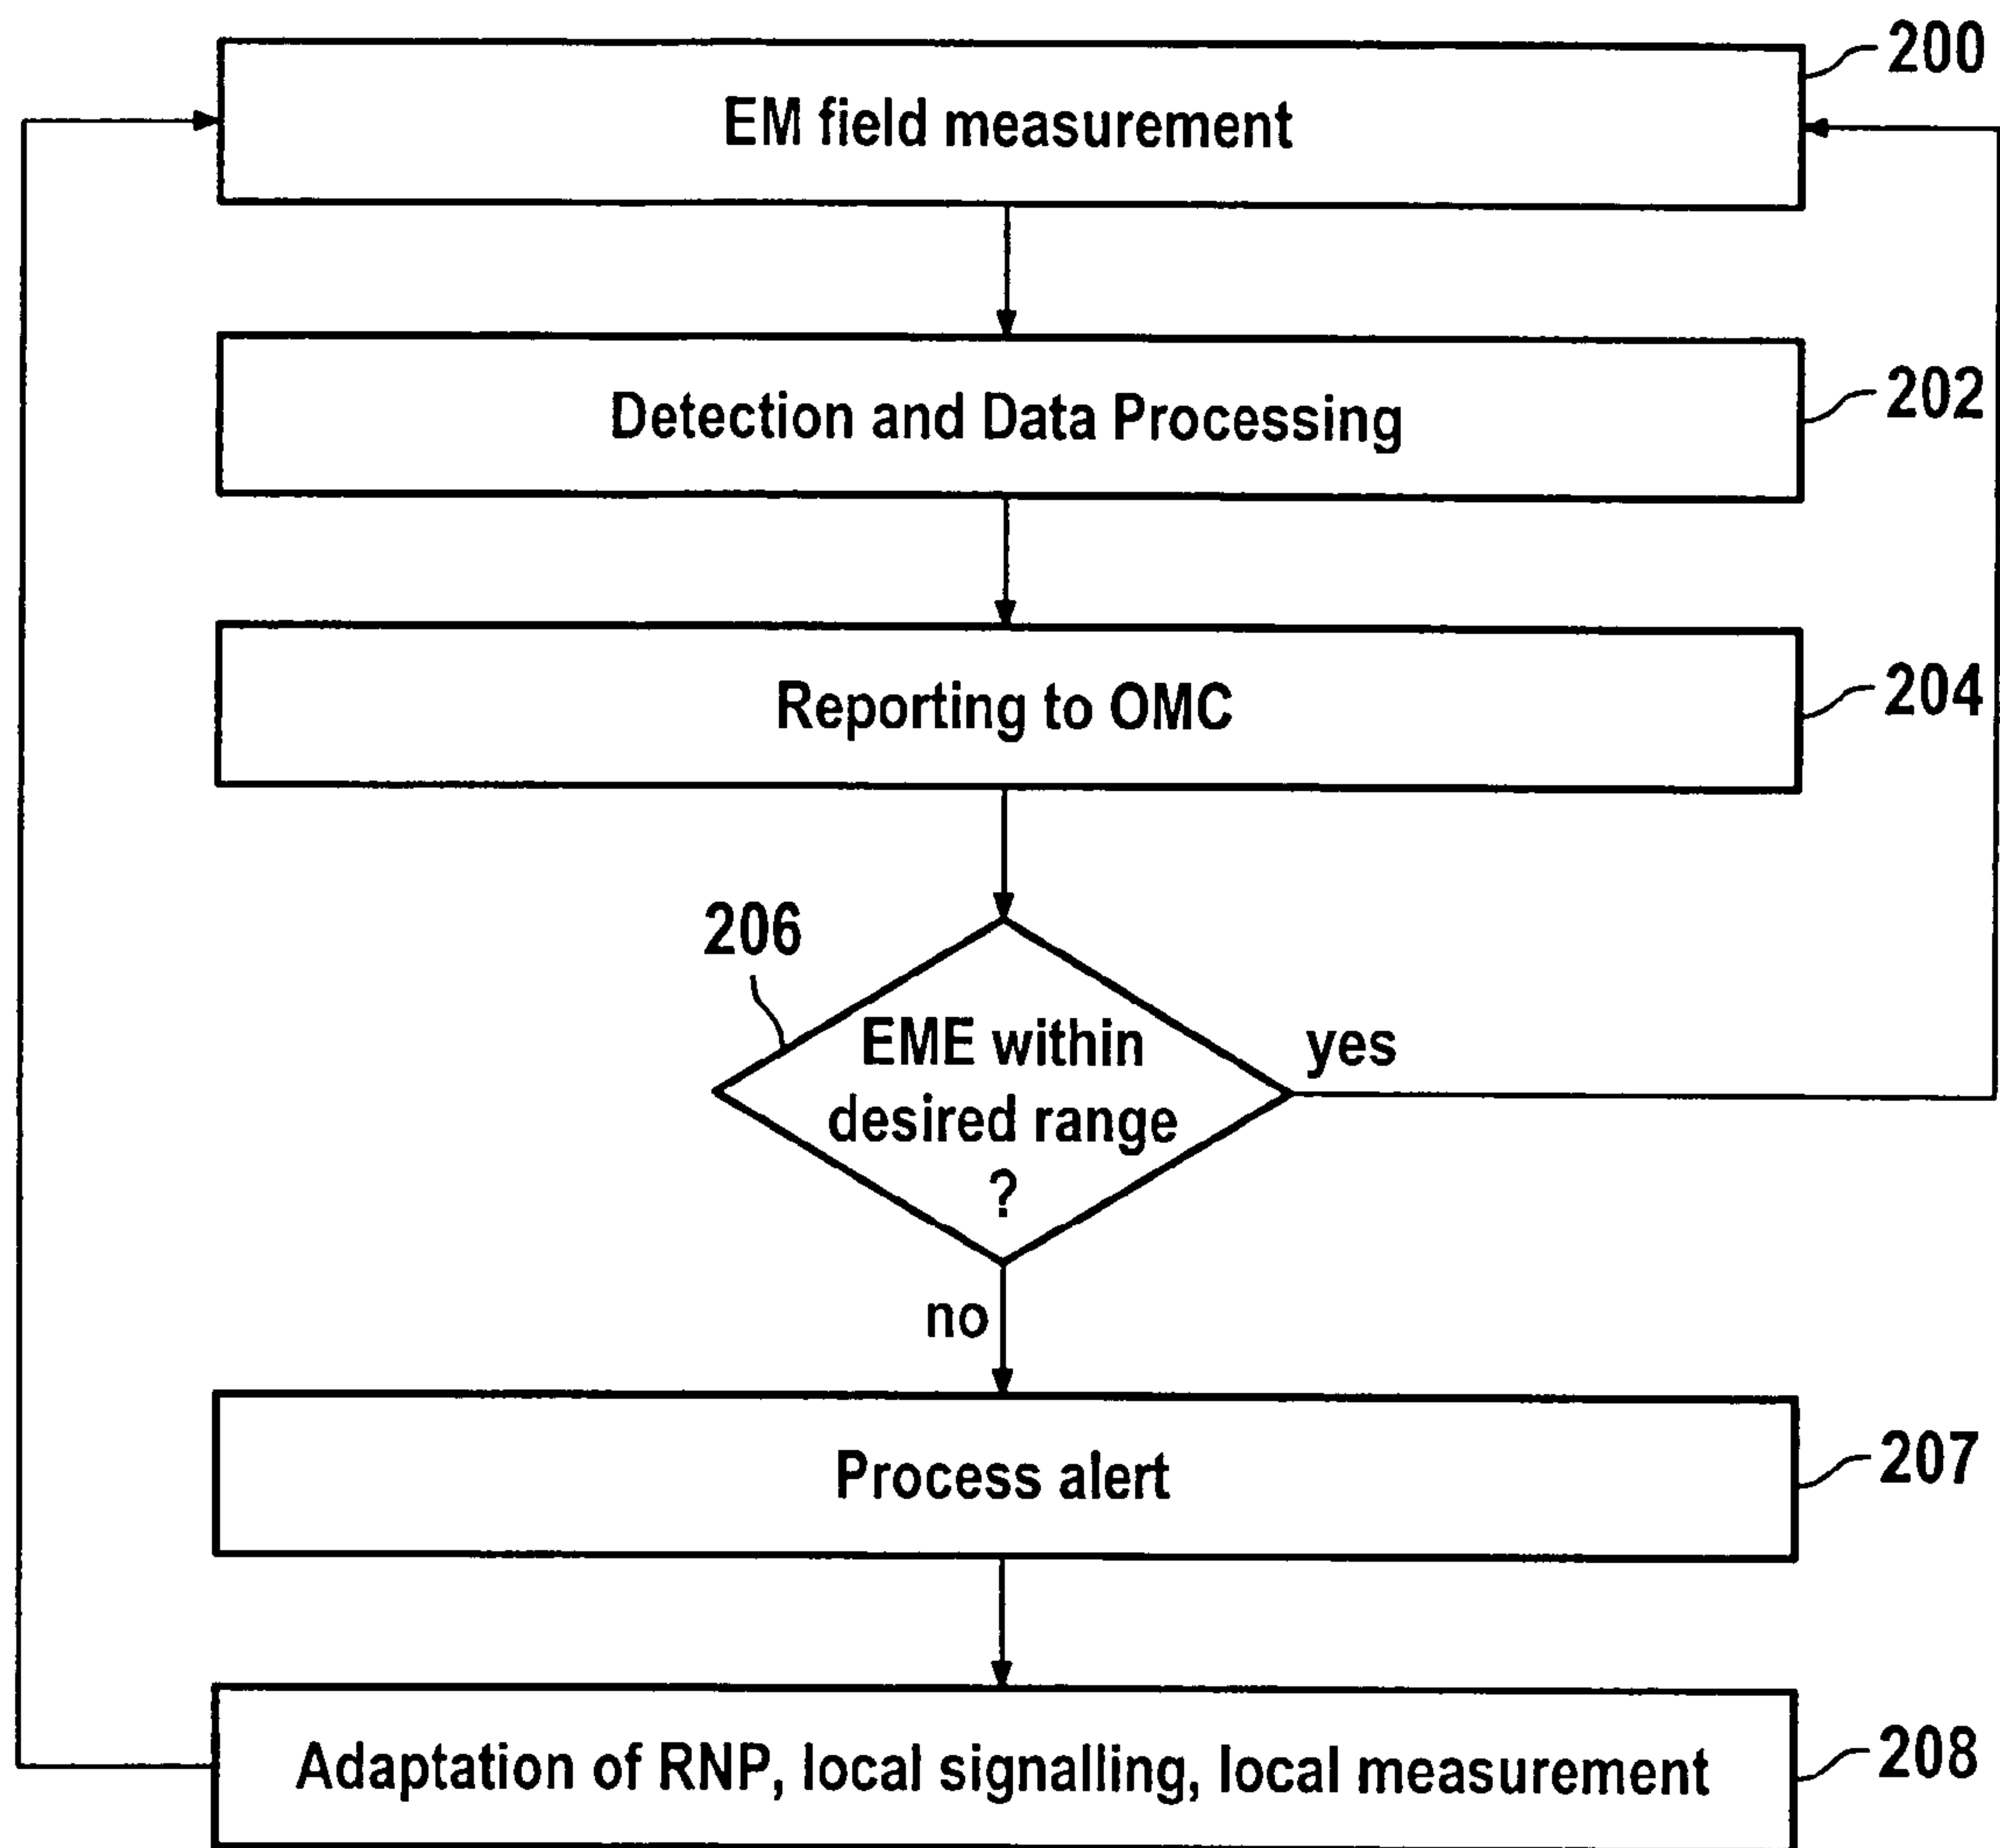 200
EM field measurement
Detection and Data Processing
202
Reporting to OMC
204
206
EME within
desired range
?
yes
no
Process alert
207
Adaptation of RNP, local signalling, local measurement
208